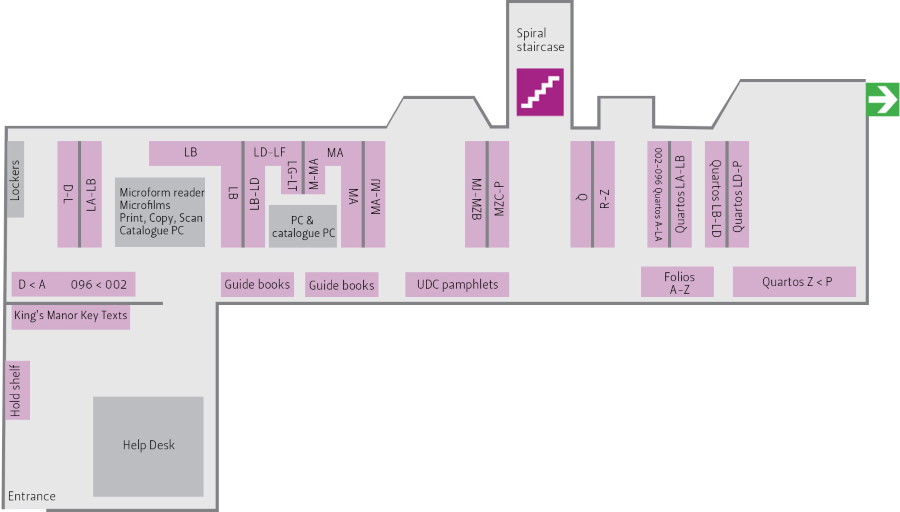 Spiral
staircase
Lockers
D-L
LA-LB
LB
LB
LB-LD
LD-LF
LG-LT
M-MA
MA
MA
MA-MJ
Microform reader
Microfilms
Print, Copy, Scan
Catalogue PC
PC &
catalogue PC
MJ-MZB
MZC-P
Q
R-Z
002-096 Quartos A-LA
Quartos LA-LB
Quartos LB-LD
Quartos LD-P
D < A 096 < 002
Guide books
Guide books
UDC pamphlets
Folios
A-Z
Quartos Z < P
King's Manor Key Texts
Hold shelf
Help Desk
Entrance